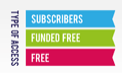 TYPE OF ACCESS
SUBSCRIBERS
FUNDED FREE
FREE